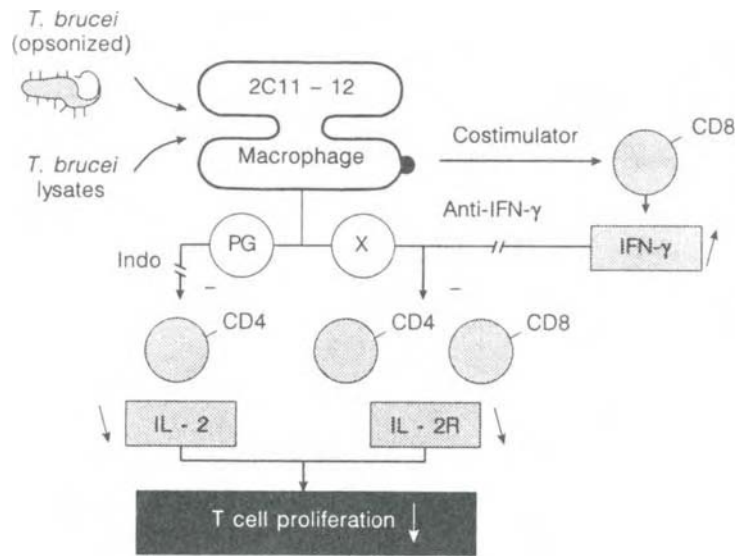 T. brucei
(opsonized)
2C11 – 12
Macrophage
T. brucei
lysates
Costimulator
CD8
Anti-IFN-γ
IFN-γ
PG
X
Indo
–
–
CD4
CD4
CD8
IL - 2
IL - 2R
T cell proliferation